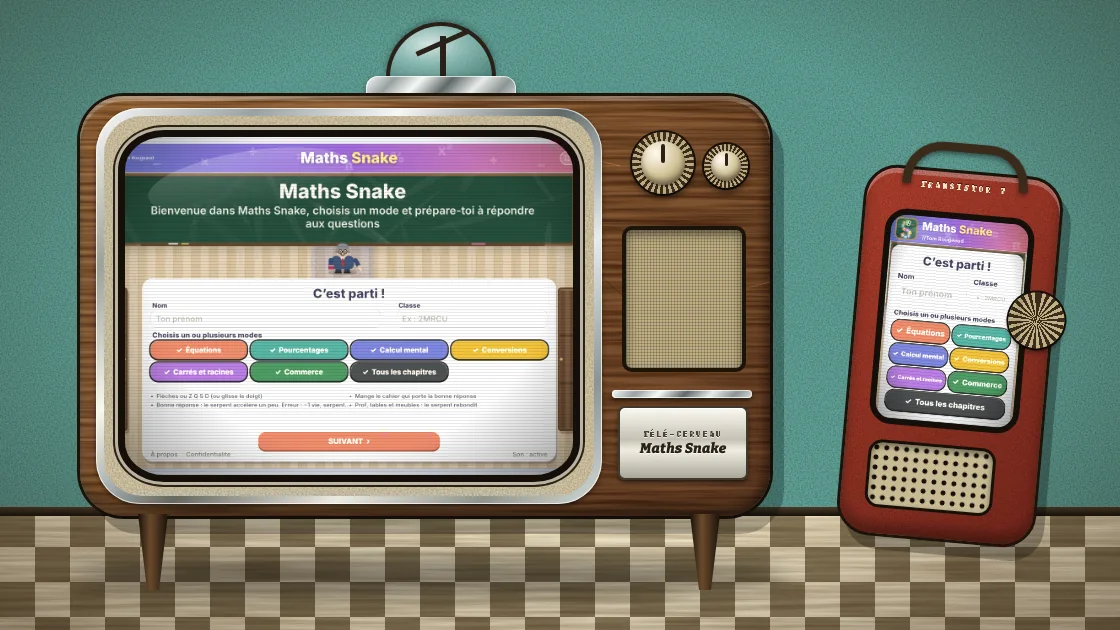 Maths Snake
Maths Snake
Bienvenue dans Maths Snake, choisis un mode et prépare-toi à répondre
aux questions
C'est parti !
Nom
Classe
Ton prénom
Ex : 2MRCU
Choisis un ou plusieurs modes
✓ Équations
✓ Pourcentages
✓ Calcul mental
✓ Conversions
✓ Carrés et racines
✓ Commerce
✓ Tous les chapitres
• Flèches ou Z Q S D (ou glisse le doigt)
• Mange le cahier qui porte la bonne réponse
• Bonne réponse : le serpent accélère un peu. Erreur : −1 vie, serpent
• Prof, tables et meubles : le serpent rebondit
SUIVANT ›
À propos
Confidentialité
Son : activé
TÉLÉ-CERVEAU
Maths Snake
TRANSISTOR 7
Maths Snake
C'est parti !
Nom
Classe
Ton prénom
2MRCU
Choisis un ou plusieurs modes
✓ Équations
✓ Pourcentages
✓ Calcul mental
✓ Conversions
✓ Carrés et racines
✓ Commerce
✓ Tous les chapitres